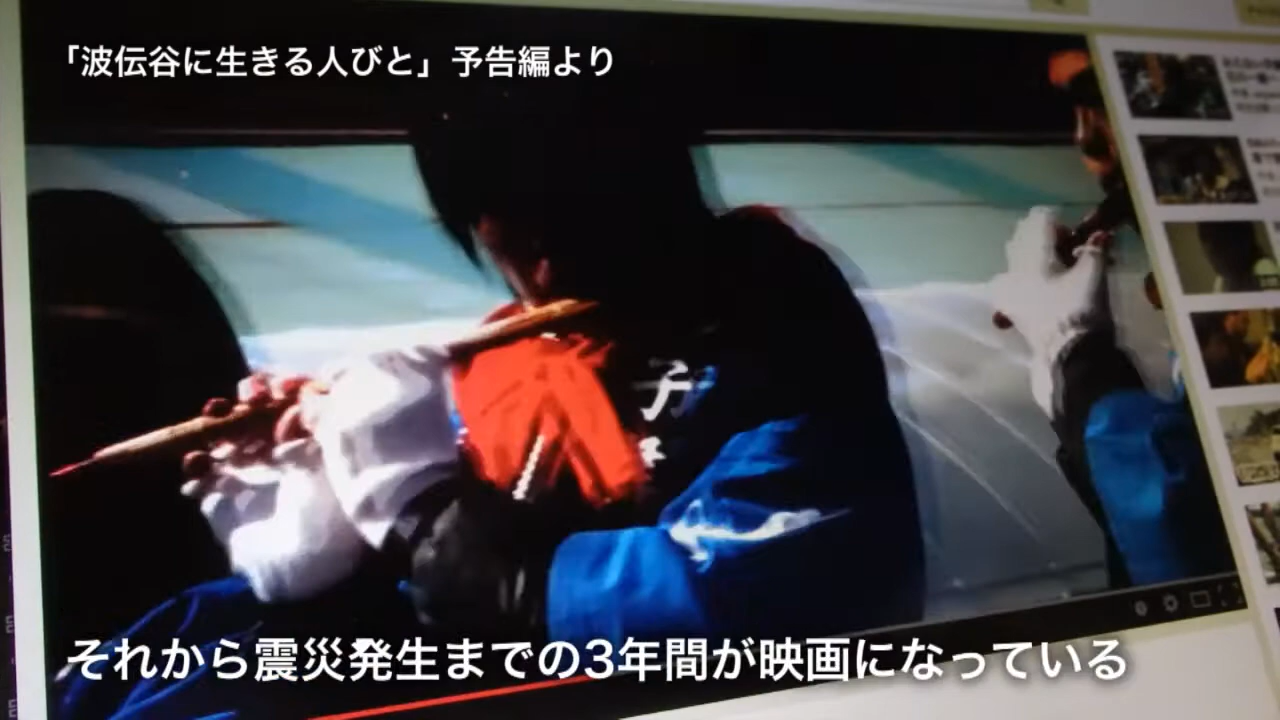 「波伝谷に生きる人びと」予告編より
子
それから震災発生までの3年間が映画になっている